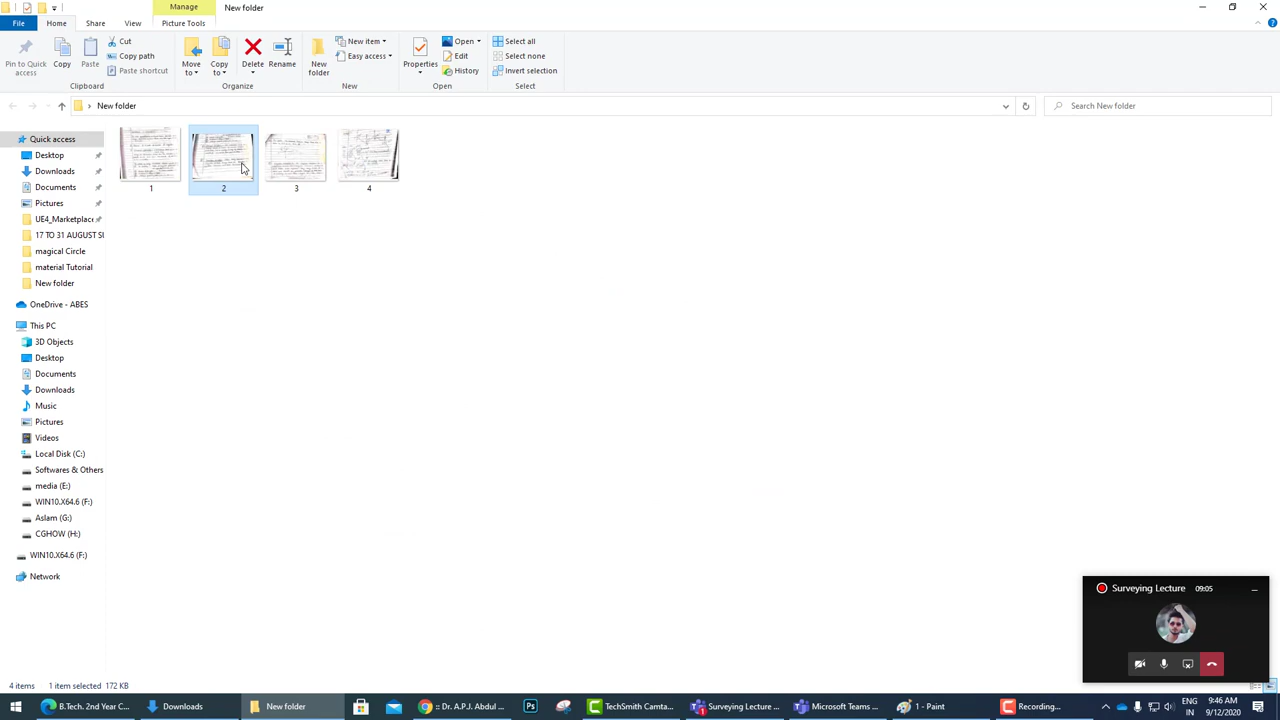 Manage
New folder
File
Home
Share
View
Picture Tools
Pin to Quick access
Copy
Paste
Cut
Copy path
Paste shortcut
Clipboard
Move to
Copy to
Delete
Rename
Organize
New folder
New item
Easy access
New
Properties
Open
Edit
History
Open
Select all
Select none
Invert selection
Select
New folder
Search New folder
Quick access
Desktop
Downloads
Documents
Pictures
UE4_Marketplace
17 TO 31 AUGUST SU
magical Circle
material Tutorial
New folder
OneDrive - ABES
This PC
3D Objects
Desktop
Documents
Downloads
Music
Pictures
Videos
Local Disk (C:)
Softwares & Others
media (E:)
WIN10.X64.6 (F:)
Aslam (G:)
CGHOW (H:)
WIN10.X64.6 (F:)
Network
1
2
3
4
Surveying Lecture 09:05
4 items 1 item selected 172 KB
B.Tech. 2nd Year C...
Downloads
New folder
:: Dr. A.P.J. Abdul ...
Ps
TechSmith Camta...
Surveying Lecture ...
Microsoft Teams ...
1 - Paint
Recording...
ENG
IN
9:46 AM
9/12/2020